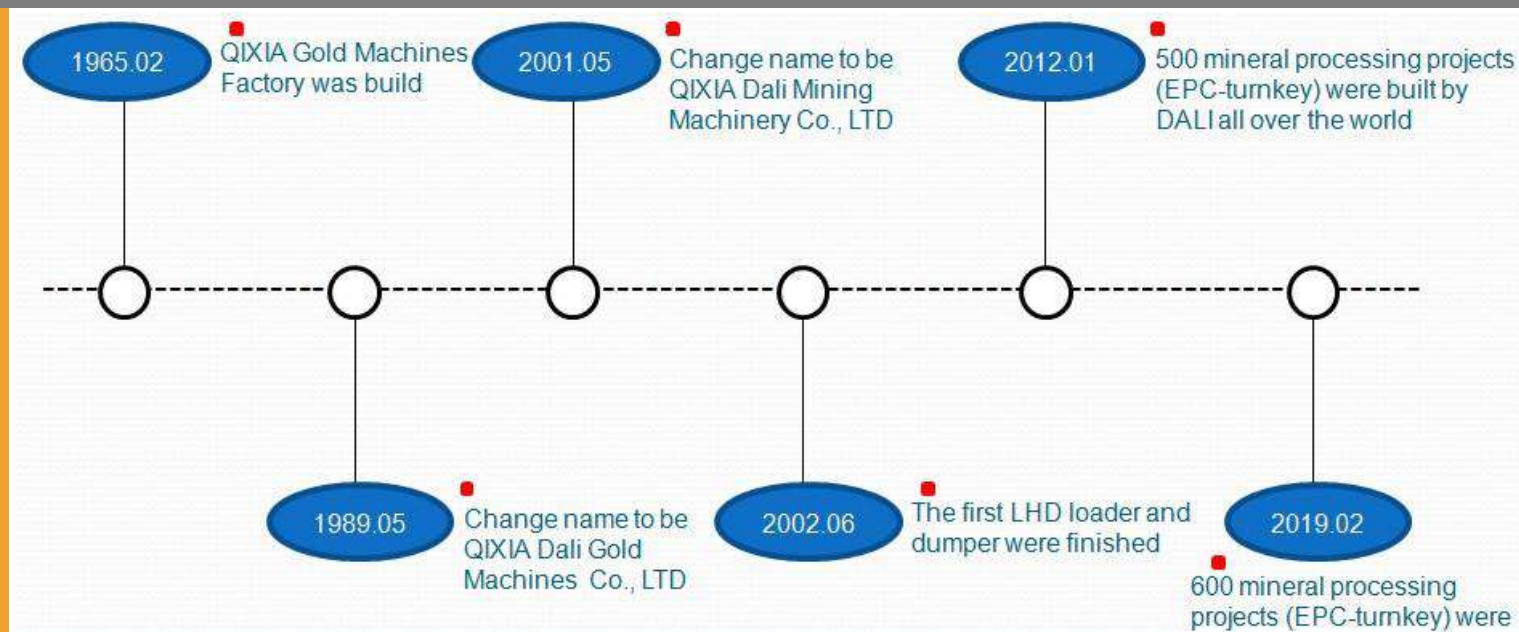 1965.02
QIXIA Gold Machines
Factory was build
2001.05
Change name to be
QIXIA Dali Mining
Machinery Co., LTD
2012.01
500 mineral processing projects
(EPC-turnkey) were built by
DALI all over the world
1989.05
Change name to be
QIXIA Dali Gold
Machines Co., LTD
2002.06
The first LHD loader and
dumper were finished
2019.02
600 mineral processing
projects (EPC-turnkey) were